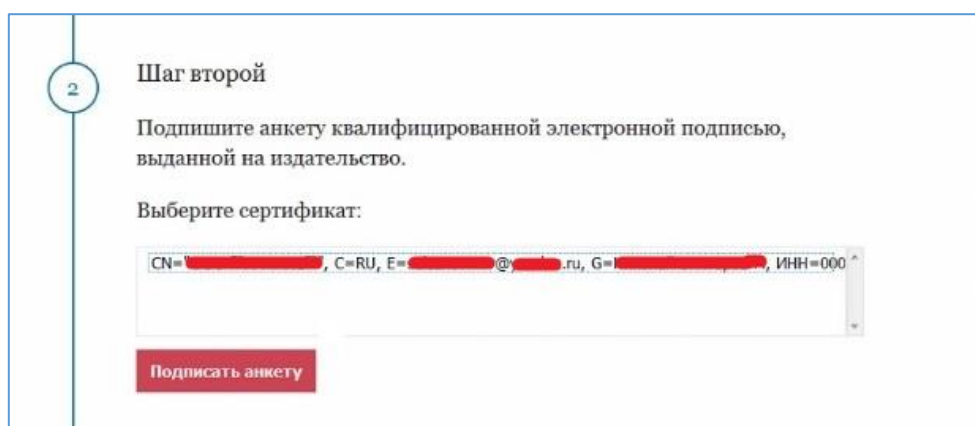 2
Шаг второй
Подпишите анкету квалифицированной электронной подписью,
выданной на издательство.
Выберите сертификат:
CN=" , C=RU, E= @ .ru, G= , ИНН=000
Подписать анкету